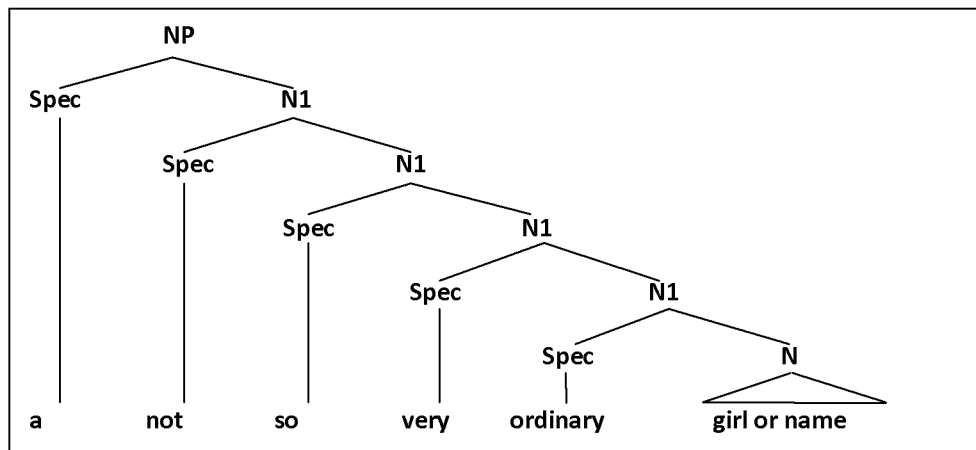 NP
Spec N1
Spec N1
Spec N1
Spec N1
Spec N
a not so very ordinary girl or name